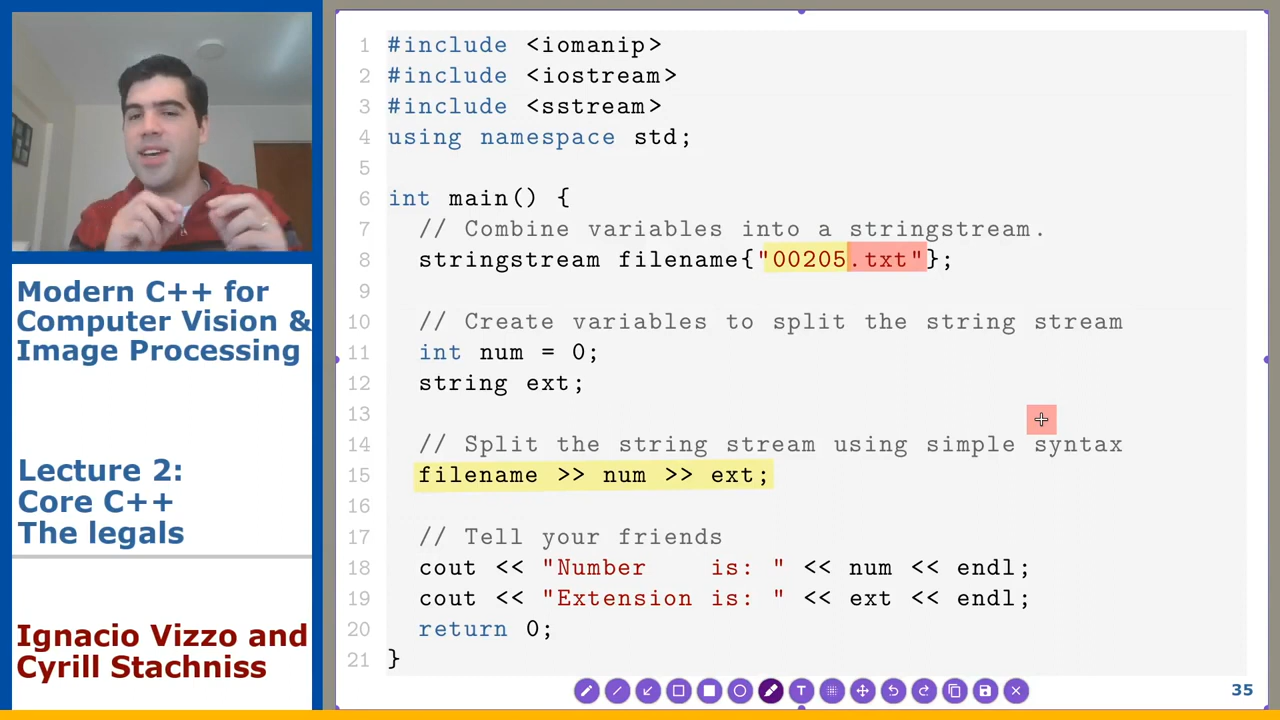 Modern C++ for
Computer Vision &
Image Processing
Lecture 2:
Core C++
The legals
Ignacio Vizzo and
Cyrill Stachniss
1 #include <iomanip>
2 #include <iostream>
3 #include <sstream>
4 using namespace std;
5
6 int main() {
7 // Combine variables into a stringstream.
8 stringstream filename{"00205.txt"};
9
10 // Create variables to split the string stream
11 int num = 0;
12 string ext;
13
14 // Split the string stream using simple syntax
15 filename >> num >> ext;
16
17 // Tell your friends
18 cout << "Number    is: " << num << endl;
19 cout << "Extension is: " << ext << endl;
20 return 0;
21 }
T
35